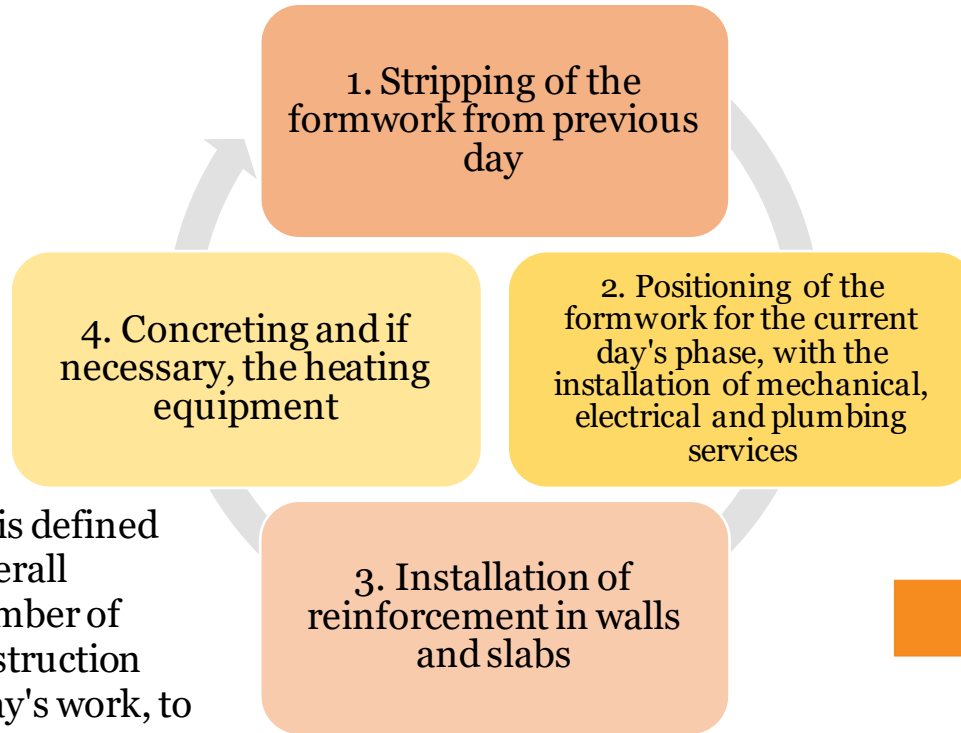 1. Stripping of the
formwork from previous
day
2. Positioning of the
formwork for the current
day's phase, with the
installation of mechanical,
electrical and plumbing
services
3. Installation of
reinforcement in walls
and slabs
4. Concreting and if
necessary, the heating
equipment
is defined
erall
mber of
struction
ay's work, to